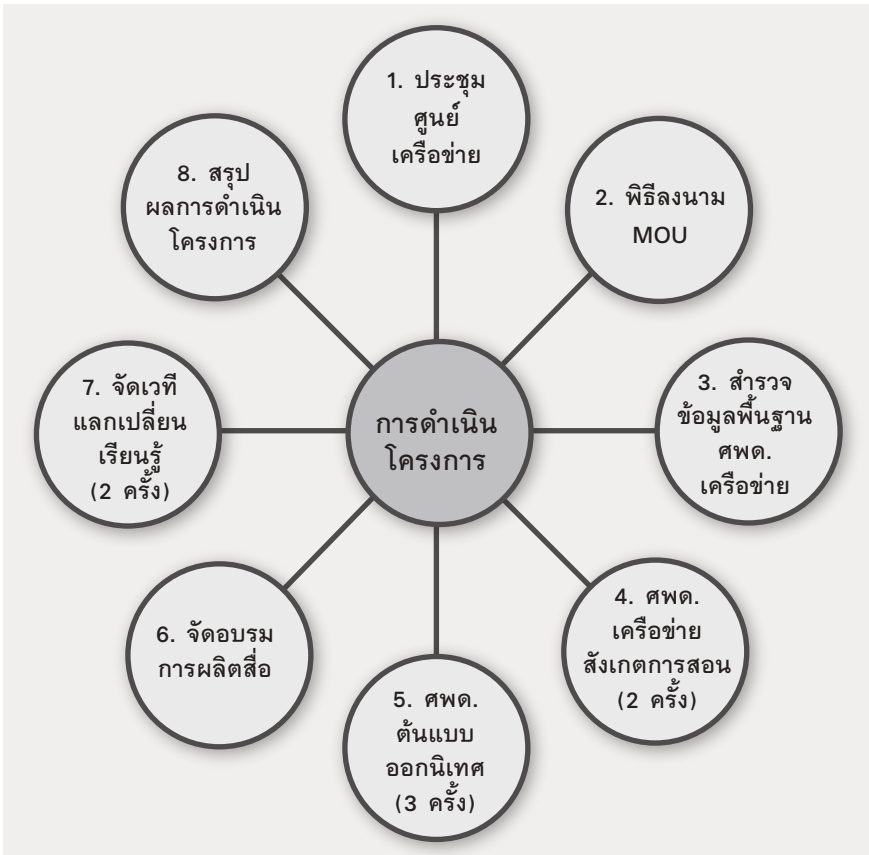 1. ประชุม
ศูนย์
เครือข่าย
2. พิธีลงนาม
MOU
3. สำรวจ
ข้อมูลพื้นฐาน
ศพด.
เครือข่าย
4. ศพด.
เครือข่าย
สังเกตการสอน
(2 ครั้ง)
5. ศพด.
ต้นแบบ
ออกนิเทศ
(3 ครั้ง)
6. จัดอบรม
การผลิตสื่อ
7. จัดเวที
แลกเปลี่ยน
เรียนรู้
(2 ครั้ง)
8. สรุป
ผลการดำเนิน
โครงการ
การดำเนิน
โครงการ